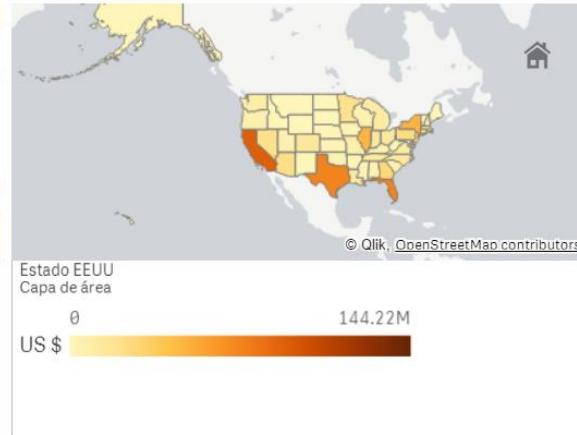 © Qlik, OpenStreetMap contributors
Estado EEUU
Capa de área
0 144.22M
US $